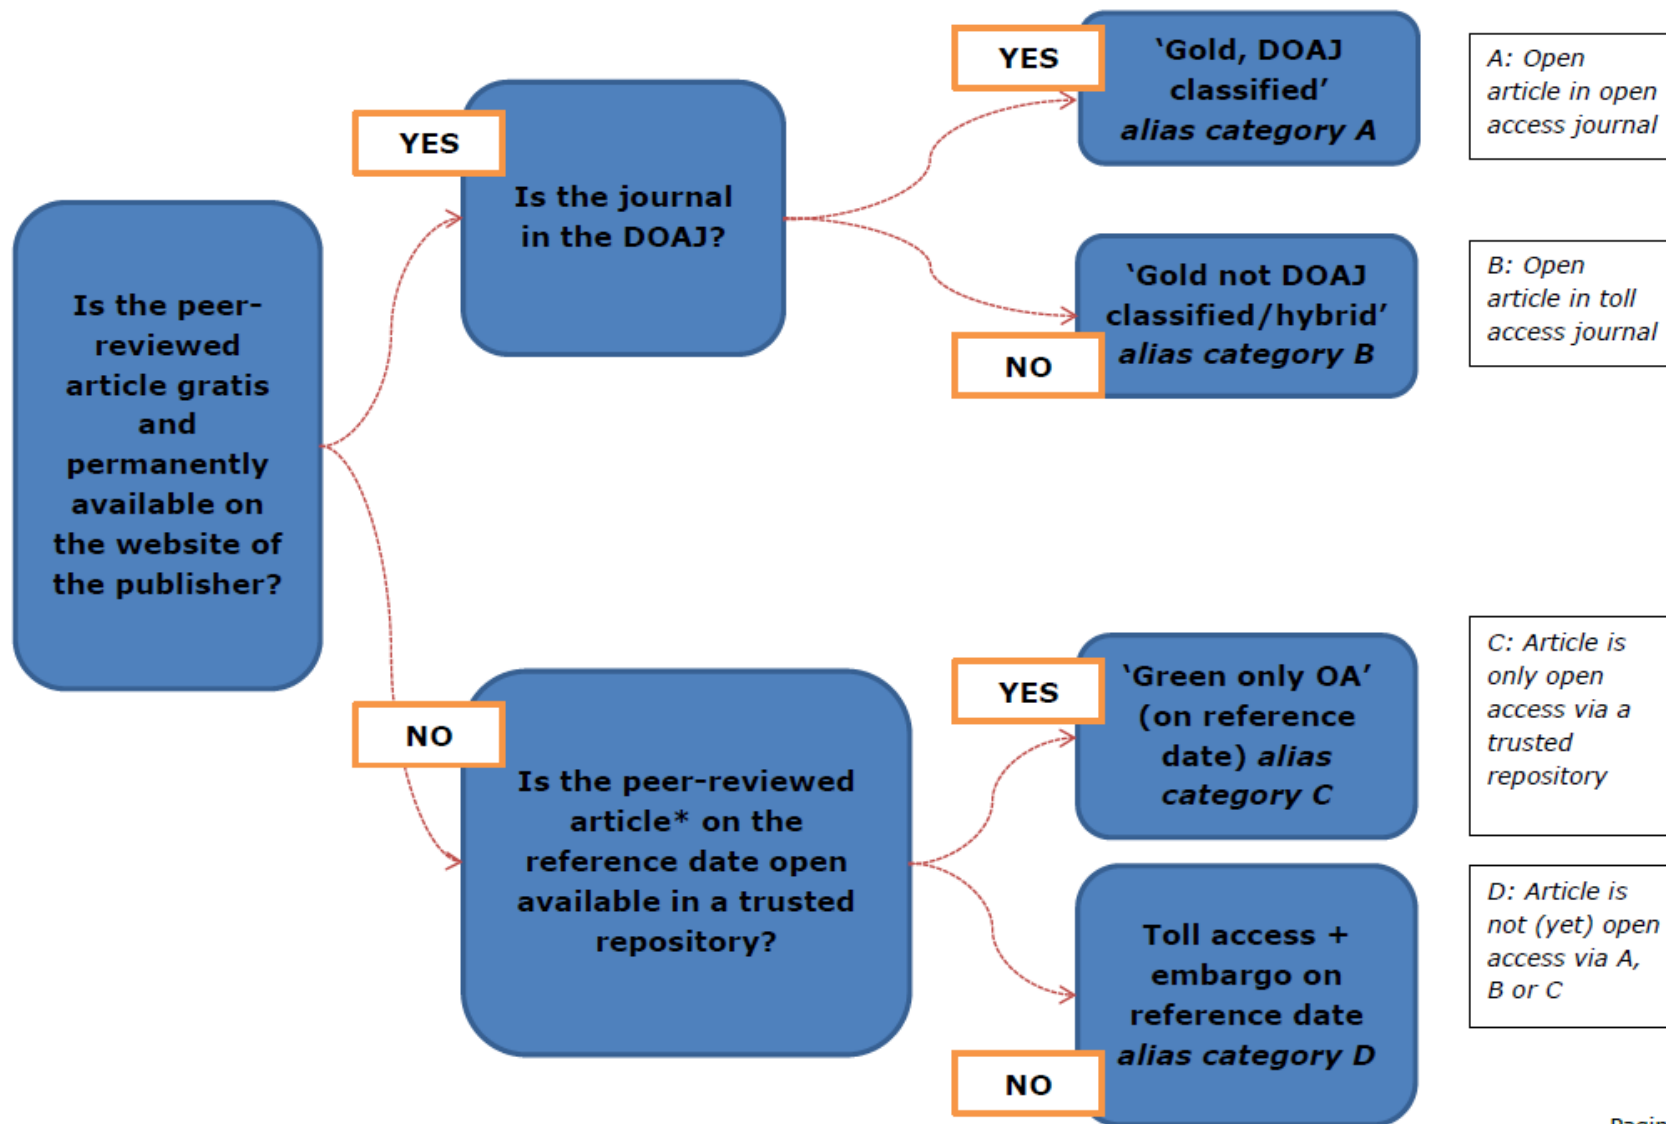 Is the peer-
reviewed
article gratis
and
permanently
available on
the website of
the publisher?
YES
Is the journal
in the DOAJ?
YES
‘Gold, DOAJ
classified’
alias category A
A: Open
article in open
access journal
NO
‘Gold not DOAJ
classified/hybrid’
alias category B
B: Open
article in toll
access journal
NO
Is the peer-reviewed
article* on the
reference date open
available in a trusted
repository?
YES
‘Green only OA’
(on reference
date) alias
category C
C: Article is
only open
access via a
trusted
repository
NO
Toll access +
embargo on
reference date
alias category D
D: Article is
not (yet) open
access via A,
B or C